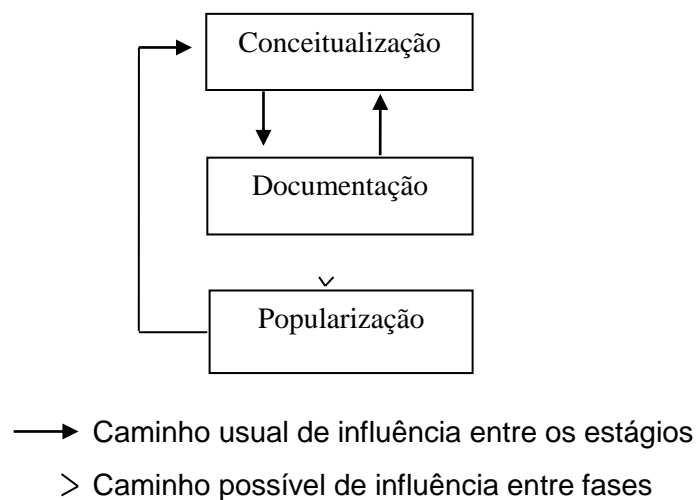 Conceitualização
Documentação
Popularização
Caminho usual de influência entre os estágios
Caminho possível de influência entre fases